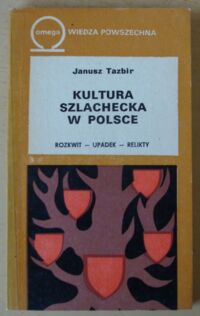 omega
WIEDZA POWSZECHNA
Janusz Tazbir
KULTURA
SZLACHECKA
W POLSCE
ROZKWIT — UPADEK — RELIKTY